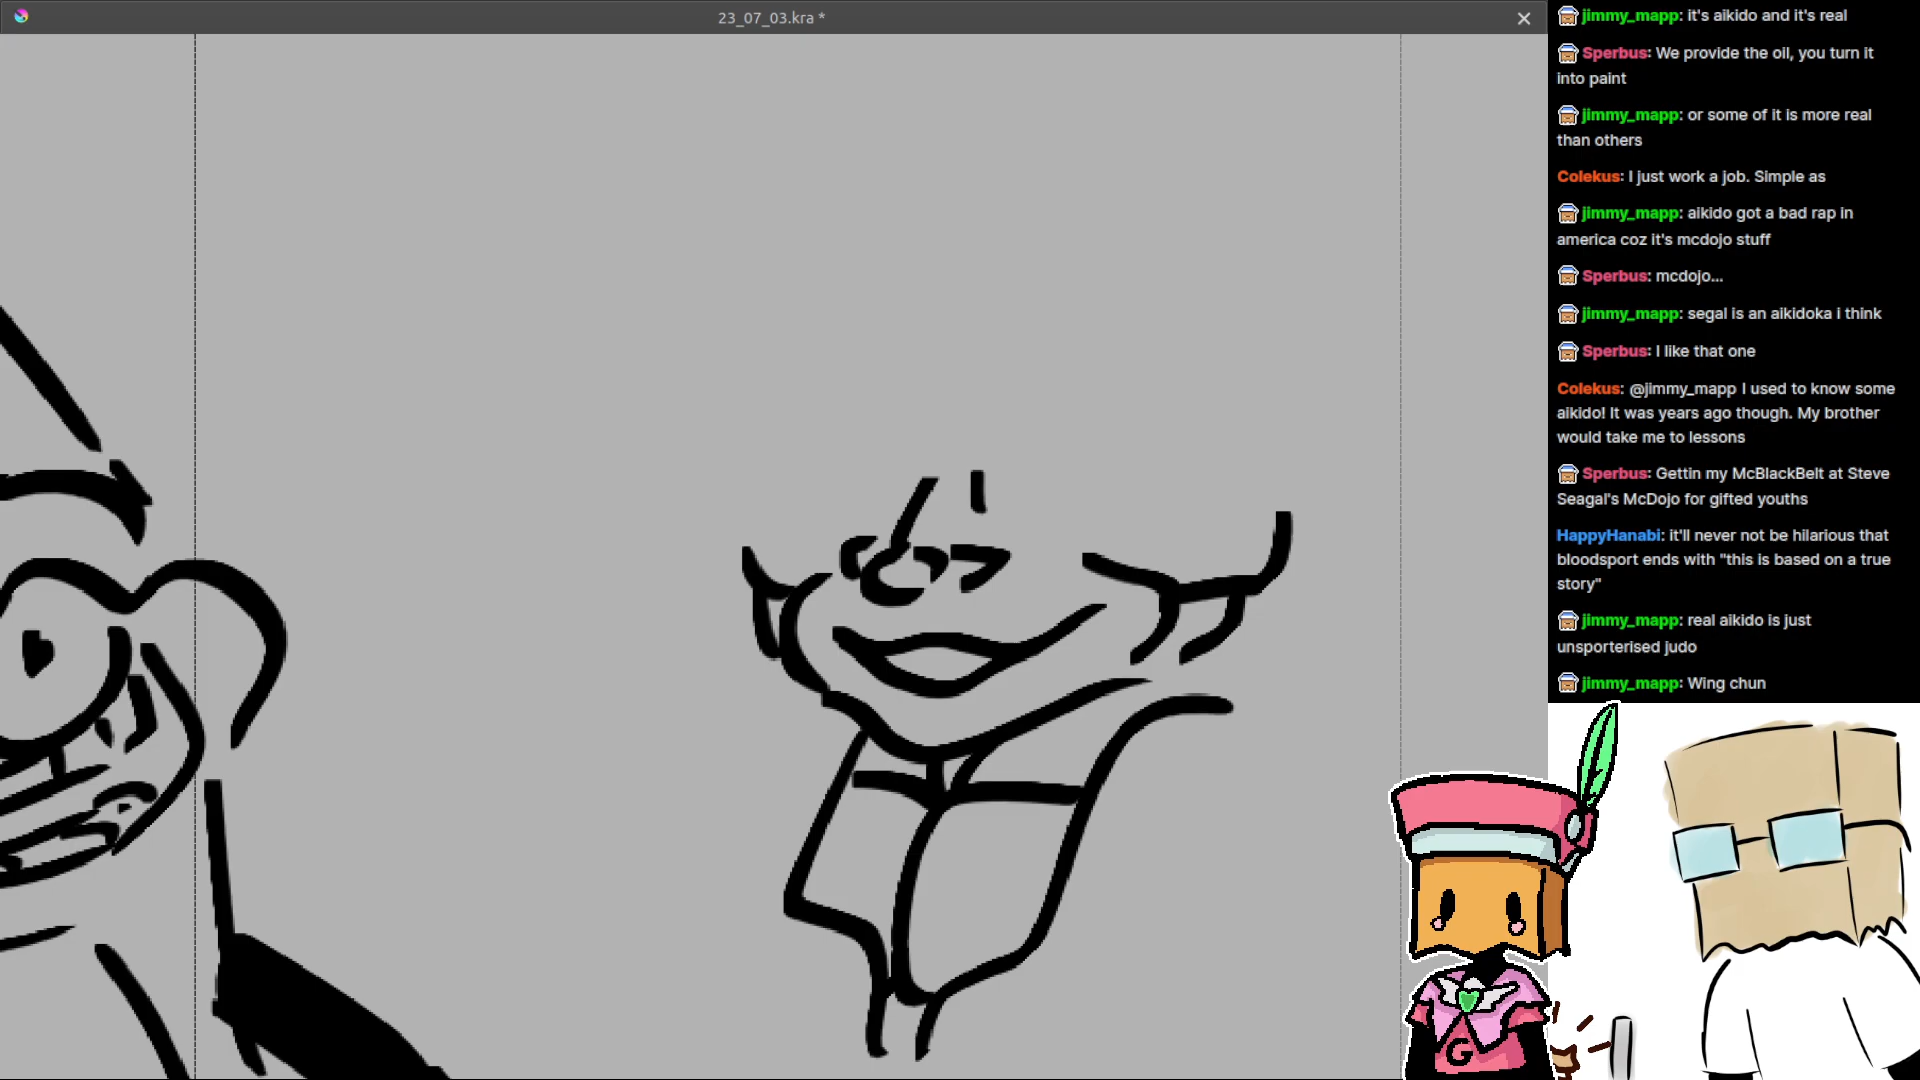 23_07_03.kra *
jimmy_mapp: it's aikido and it's real
Sperbus: We provide the oil, you turn it
into paint
jimmy_mapp: or some of it is more real
than others
Colekus: I just work a job. Simple as
jimmy_mapp: aikido got a bad rap in
america coz it's mcdojo stuff
Sperbus: mcdojo...
jimmy_mapp: segal is an aikidoka i think
Sperbus: I like that one
Colekus: @jimmy_mapp I used to know some
aikido! It was years ago though. My brother
would take me to lessons
Sperbus: Gettin my McBlackBelt at Steve
Seagal's McDojo for gifted youths
HappyHanabi: it'll never not be hilarious that
bloodsport ends with "this is based on a true
story"
jimmy_mapp: real aikido is just
unsporterised judo
jimmy_mapp: Wing chun
G